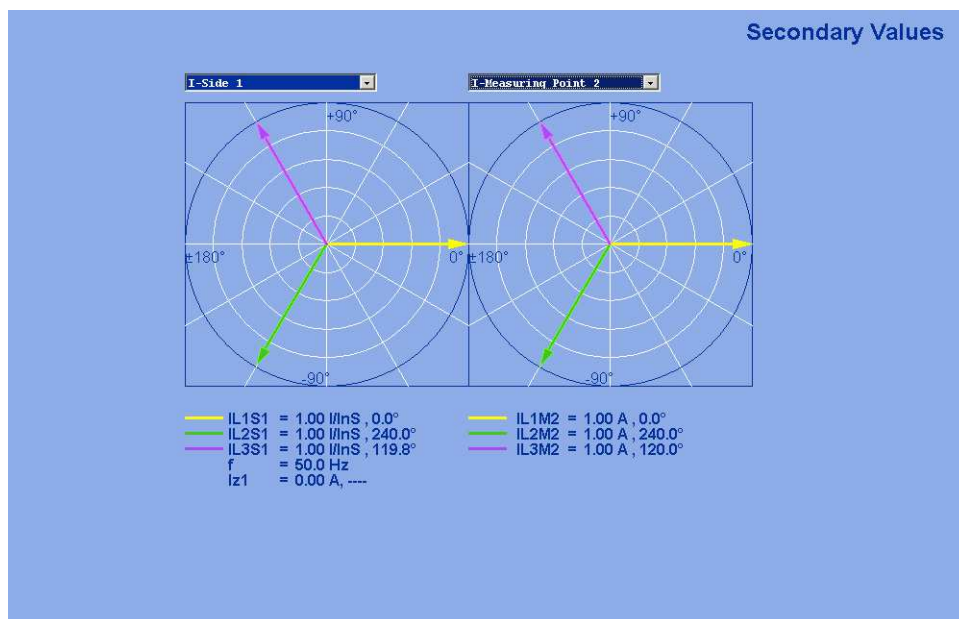 Secondary Values
I-Side 1
I-Measuring Point 2
+90°
+90°
±180°
0°
±180°
0°
-90°
-90°
IL1S1 = 1.00 I/InS , 0.0°
IL2S1 = 1.00 I/InS , 240.0°
IL3S1 = 1.00 I/InS , 119.8°
f = 50.0 Hz
Iz1 = 0.00 A, ----
IL1M2 = 1.00 A , 0.0°
IL2M2 = 1.00 A , 240.0°
IL3M2 = 1.00 A , 120.0°